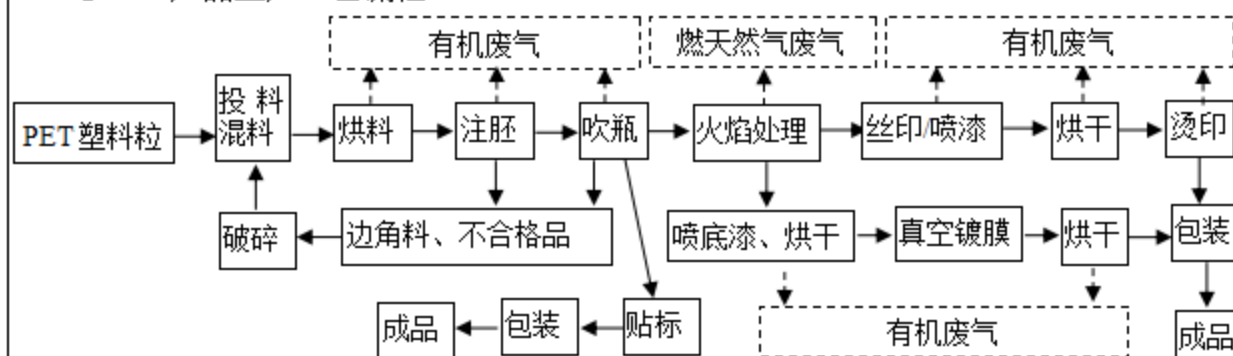 有机废气
燃天然气废气
有机废气
PET塑料粒
投料
混料
烘料
注胚
吹瓶
火焰处理
丝印/喷漆
烘干
烫印
破碎
边角料、不合格品
喷底漆、烘干
真空镀膜
烘干
包装
成品
包装
贴标
有机废气
成品